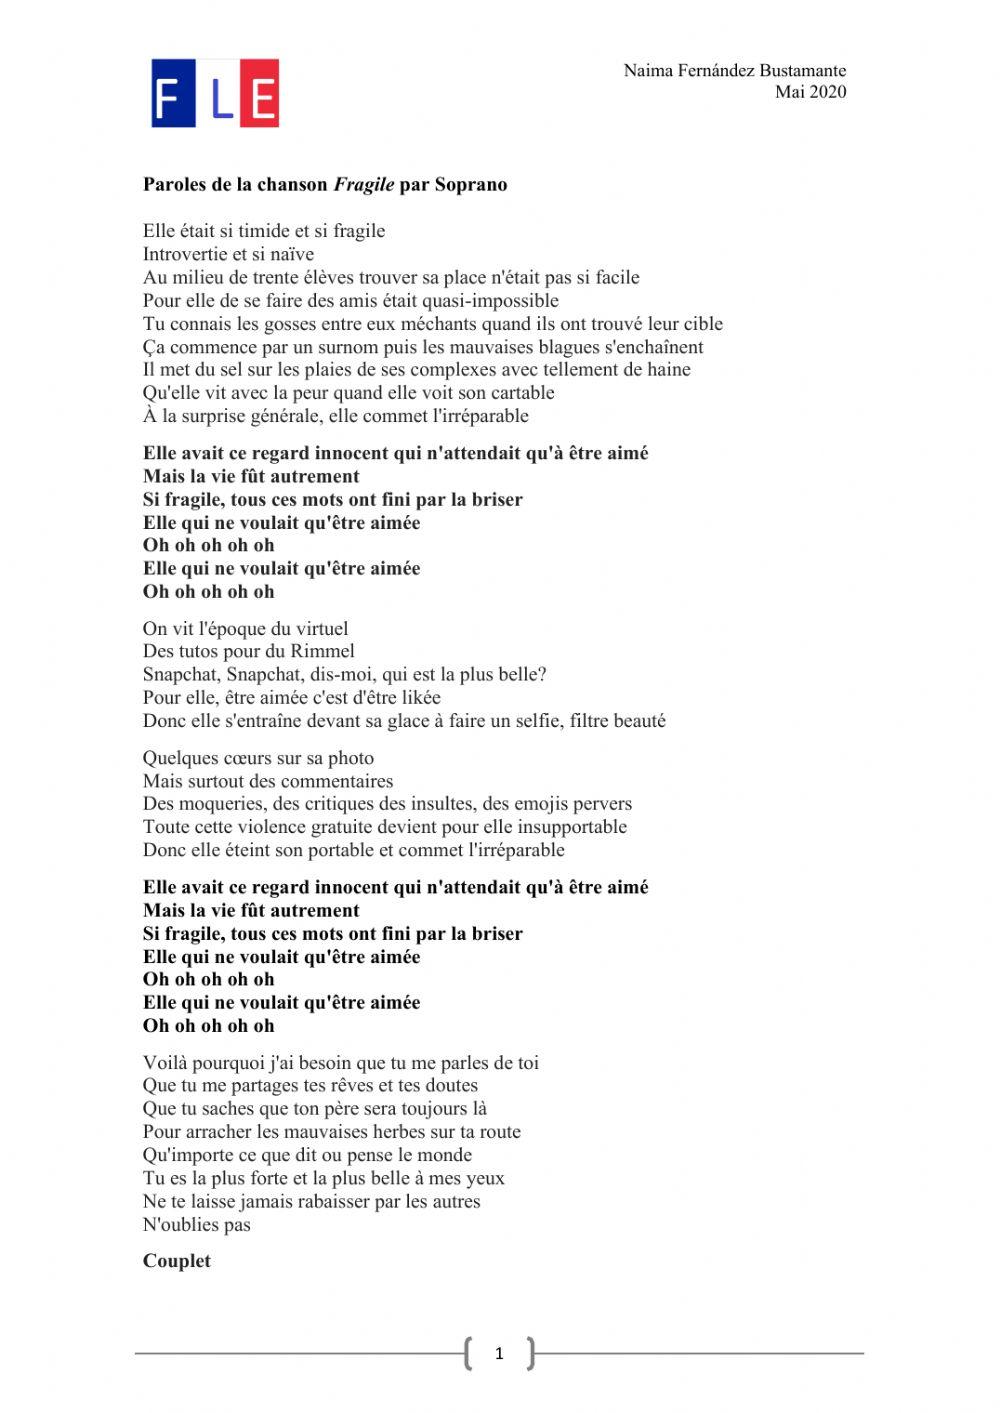 F L E
Naima Fernández Bustamante
Mai 2020
Paroles de la chanson Fragile par Soprano
Elle était si timide et si fragile
Introvertie et si naïve
Au milieu de trente élèves trouver sa place n'était pas si facile
Pour elle de se faire des amis était quasi-impossible
Tu connais les gosses entre eux méchants quand ils ont trouvé leur cible
Ça commence par un surnom puis les mauvaises blagues s'enchaînent
Il met du sel sur les plaies de ses complexes avec tellement de haine
Qu'elle vit avec la peur quand elle voit son cartable
À la surprise générale, elle commet l'irréparable
Elle avait ce regard innocent qui n'attendait qu'à être aimé
Mais la vie fût autrement
Si fragile, tous ces mots ont fini par la briser
Elle qui ne voulait qu'être aimée
Oh oh oh oh oh
Elle qui ne voulait qu'être aimée
Oh oh oh oh oh
On vit l'époque du virtuel
Des tutos pour du Rimmel
Snapchat, Snapchat, dis-moi, qui est la plus belle?
Pour elle, être aimée c'est d'être likée
Donc elle s'entraîne devant sa glace à faire un selfie, filtre beauté
Quelques cœurs sur sa photo
Mais surtout des commentaires
Des moqueries, des critiques des insultes, des emojis pervers
Toute cette violence gratuite devient pour elle insupportable
Donc elle éteint son portable et commet l'irréparable
Elle avait ce regard innocent qui n'attendait qu'à être aimé
Mais la vie fût autrement
Si fragile, tous ces mots ont fini par la briser
Elle qui ne voulait qu'être aimée
Oh oh oh oh oh
Elle qui ne voulait qu'être aimée
Oh oh oh oh oh
Voilà pourquoi j'ai besoin que tu me parles de toi
Que tu me partages tes rêves et tes doutes
Que tu saches que ton père sera toujours là
Pour arracher les mauvaises herbes sur ta route
Qu'importe ce que dit ou pense le monde
Tu es la plus forte et la plus belle à mes yeux
Ne te laisse jamais rabaisser par les autres
N'oublies pas
Couplet
1